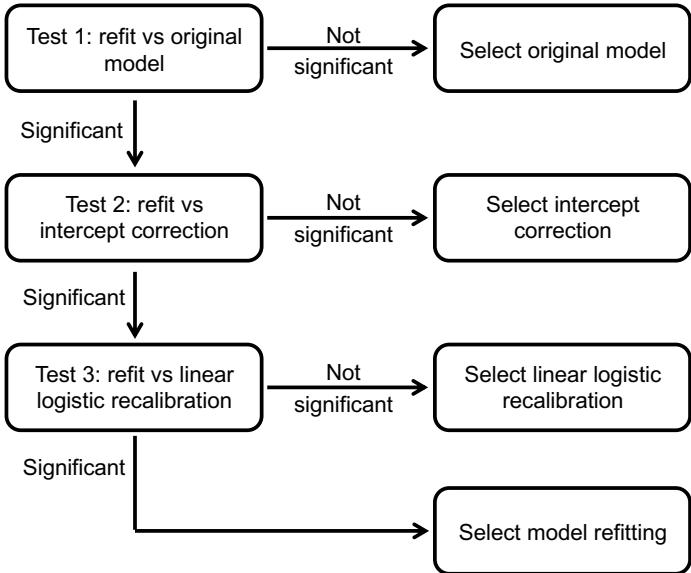 Test 1: refit vs original
model
Not
significant
Select original model
Significant
Test 2: refit vs
intercept correction
Not
significant
Select intercept
correction
Significant
Test 3: refit vs linear
logistic recalibration
Not
significant
Select linear logistic
recalibration
Significant
Select model refitting